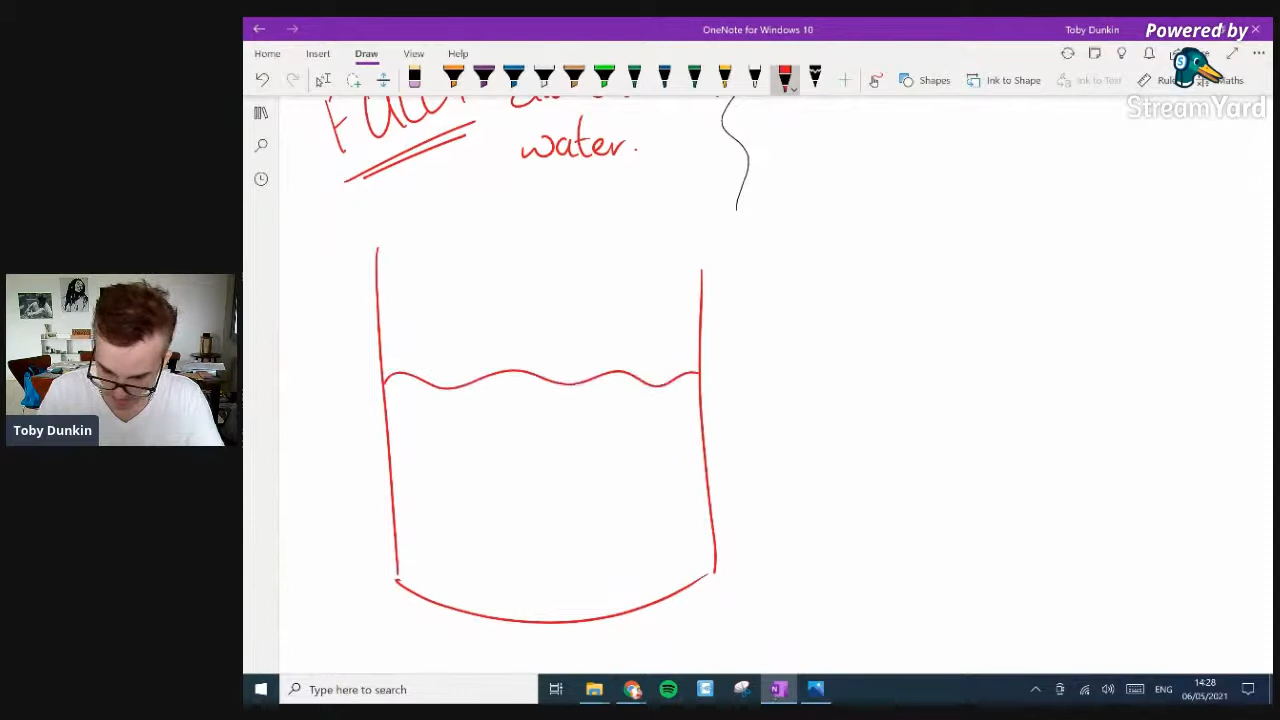 OneNote for Windows 10
Toby Dunkin
Powered by
Home Insert Draw View Help
Shapes Ink to Shape Ink to Text Maths
StreamYard
water.
Toby Dunkin
Type here to search
ENG
14:28
06/05/2021